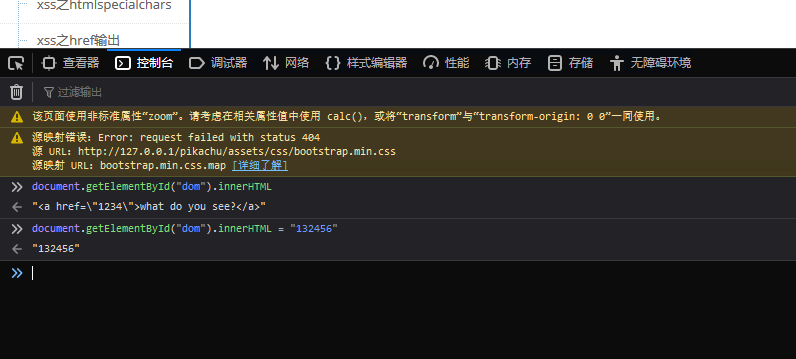 xss之htmlspecialchars
xss之href输出
查看器 控制台 调试器 网络 样式编辑器 性能 内存 存储 无障碍环境
过滤输出
该页面使用非标准属性“zoom”。请考虑在相关属性值中使用 calc()，或将“transform”与“transform-origin: 0 0”一同使用。
源映射错误：Error: request failed with status 404
源 URL：http://127.0.0.1/pikachu/assets/css/bootstrap.min.css
源映射 URL：bootstrap.min.css.map [详细了解]
document.getElementById("dom").innerHTML
"<a href=\"1234\">what do you see?</a>"
document.getElementById("dom").innerHTML = "132456"
"132456"